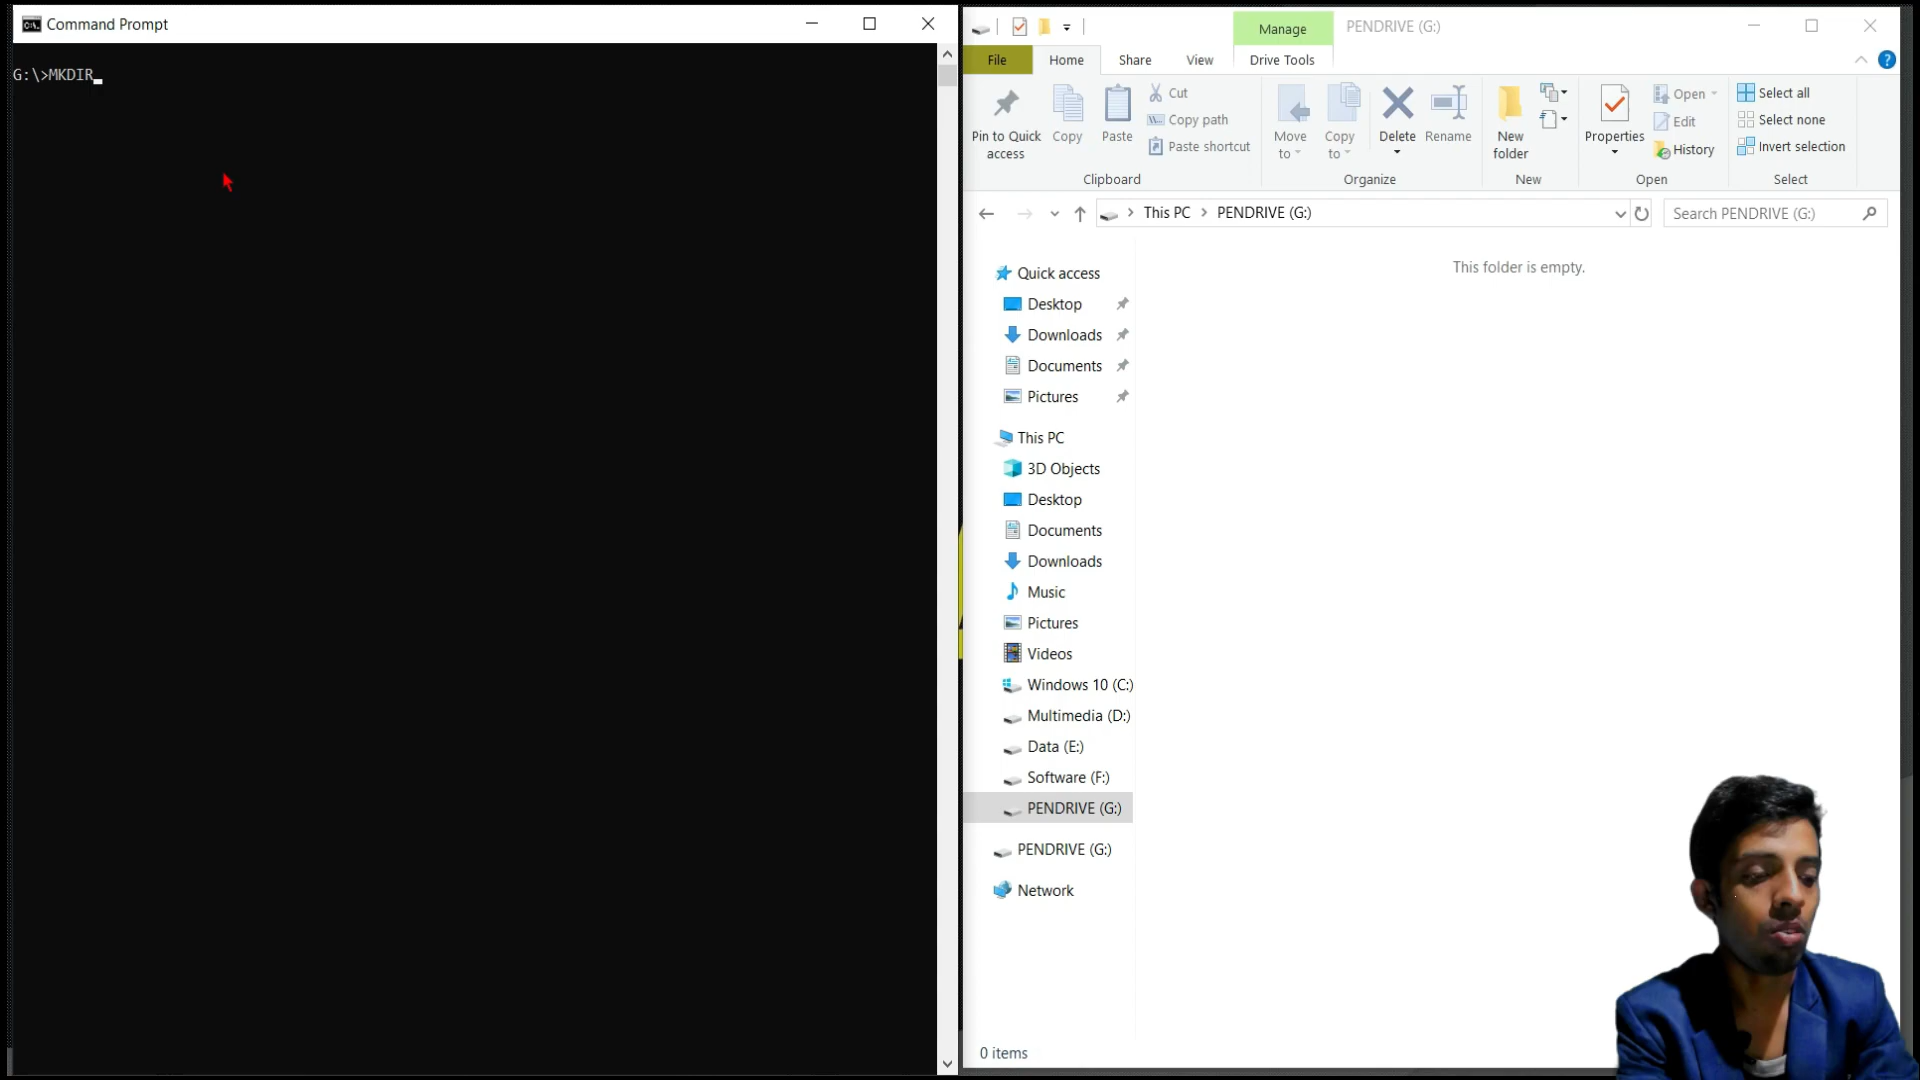 Command Prompt
G:\>MKDIR_
Manage
PENDRIVE (G:)
File
Home
Share
View
Drive Tools
Pin to Quick access
Copy
Paste
Cut
Copy path
Paste shortcut
Clipboard
Move to
Copy to
Delete
Rename
Organize
New folder
New
Properties
Open
Edit
History
Open
Select all
Select none
Invert selection
Select
This PC
PENDRIVE (G:)
Search PENDRIVE (G:)
This folder is empty.
Quick access
Desktop
Downloads
Documents
Pictures
This PC
3D Objects
Desktop
Documents
Downloads
Music
Pictures
Videos
Windows 10 (C:)
Multimedia (D:)
Data (E:)
Software (F:)
PENDRIVE (G:)
PENDRIVE (G:)
Network
0 items